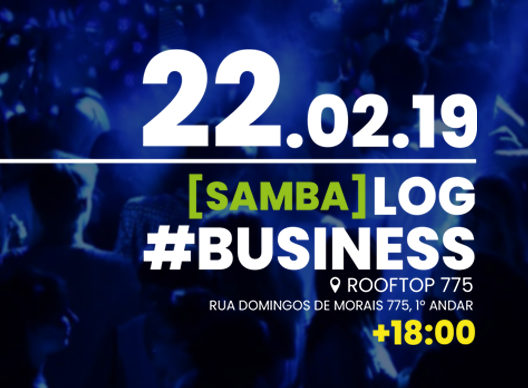 22.02.19
[SAMBA]LOG
#BUSINESS
ROOFTOP 775
RUA DOMINGOS DE MORAIS 775, 1º ANDAR
+18:00